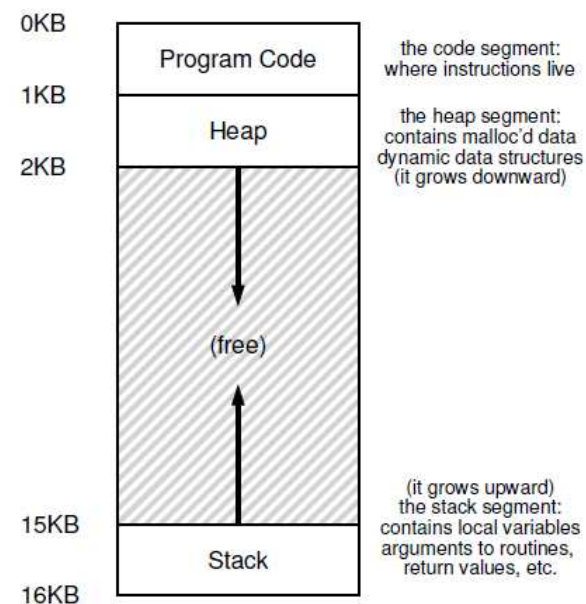 0KB
Program Code
the code segment:
where instructions live
1KB
Heap
the heap segment:
contains malloc'd data
dynamic data structures
(it grows downward)
2KB
(free)
(it grows upward)
the stack segment:
contains local variables
arguments to routines,
return values, etc.
15KB
Stack
16KB